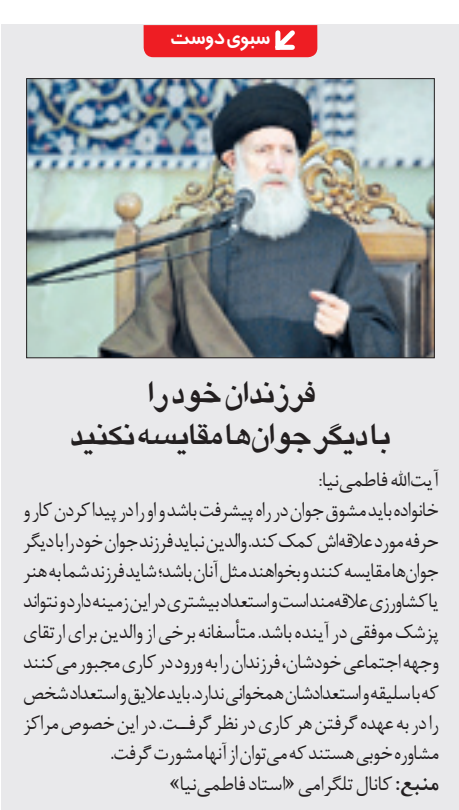 سبوی دوست
فرزندان خود را
با دیگر جوان‌ها مقایسه نکنید
آیت‌الله فاطمی‌نیا:
خانواده باید مشوق جوان در راه پیشرفت باشد و او را در پیدا کردن کار و
حرفه مورد علاقه‌اش کمک کند. والدین نباید فرزند جوان خود را با دیگر
جوان‌ها مقایسه کنند و بخواهند مثل آنان باشد؛ شاید فرزند شما به هنر
یا کشاورزی علاقه‌مند است و استعداد بیشتری در این زمینه دارد و نتواند
پزشک موفقی در آینده باشد. متأسفانه برخی از والدین برای ارتقای
وجهه اجتماعی خودشان، فرزندان را به ورود در کاری مجبور می‌کنند
که با سلیقه و استعدادشان همخوانی ندارد. باید علایق و استعداد شخص
را در به عهده گرفتن هر کاری در نظر گرفت. در این خصوص مراکز
مشاوره خوبی هستند که می‌توان از آنها مشورت گرفت.
منبع: کانال تلگرامی «استاد فاطمی‌نیا»